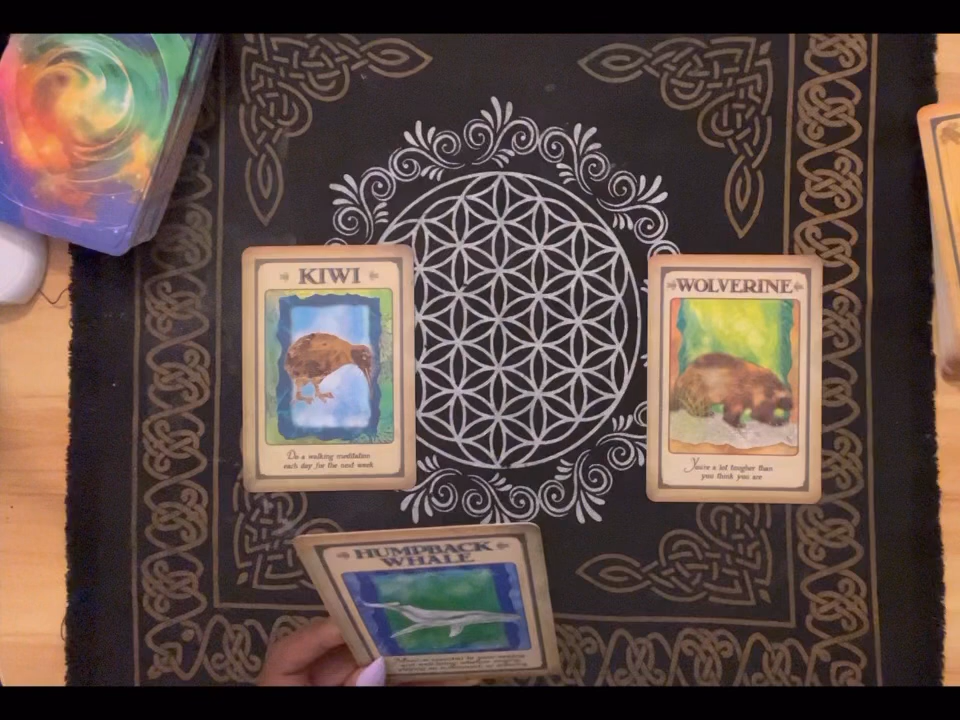 KIWI
Do a walking meditation
each day for the next week
WOLVERINE
You're a lot tougher than
you think you are
HUMPBACK
WHALE